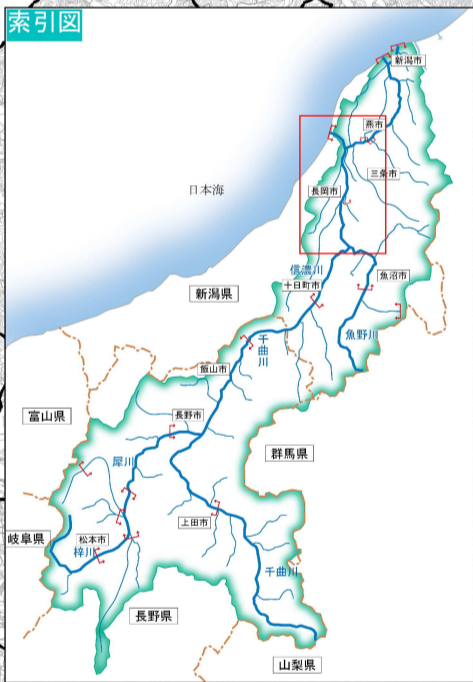 索引図
新潟市
燕市
三条市
日本海
長岡市
信濃川
魚沼市
十日町市
新潟県
魚野川
千曲川
飯山市
富山県
長野市
群馬県
犀川
上田市
岐阜県
松本市
梓川
千曲川
長野県
山梨県